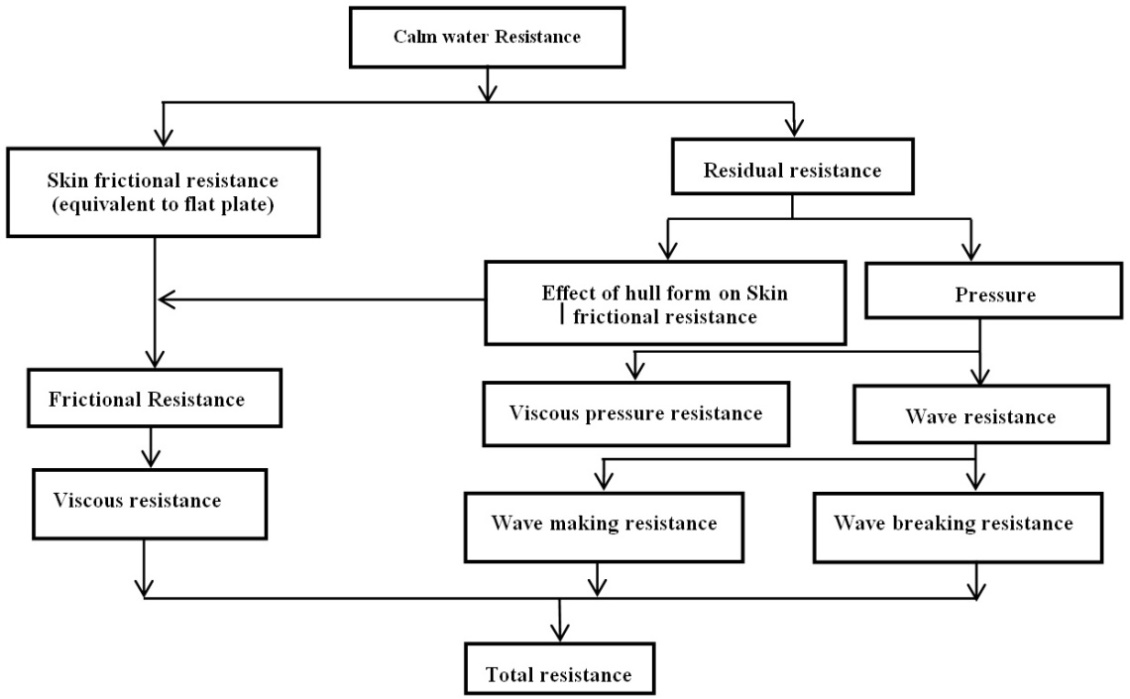 Calm water Resistance
Skin frictional resistance
(equivalent to flat plate)
Residual resistance
Effect of hull form on Skin
frictional resistance
Pressure
Frictional Resistance
Viscous pressure resistance
Wave resistance
Viscous resistance
Wave making resistance
Wave breaking resistance
Total resistance